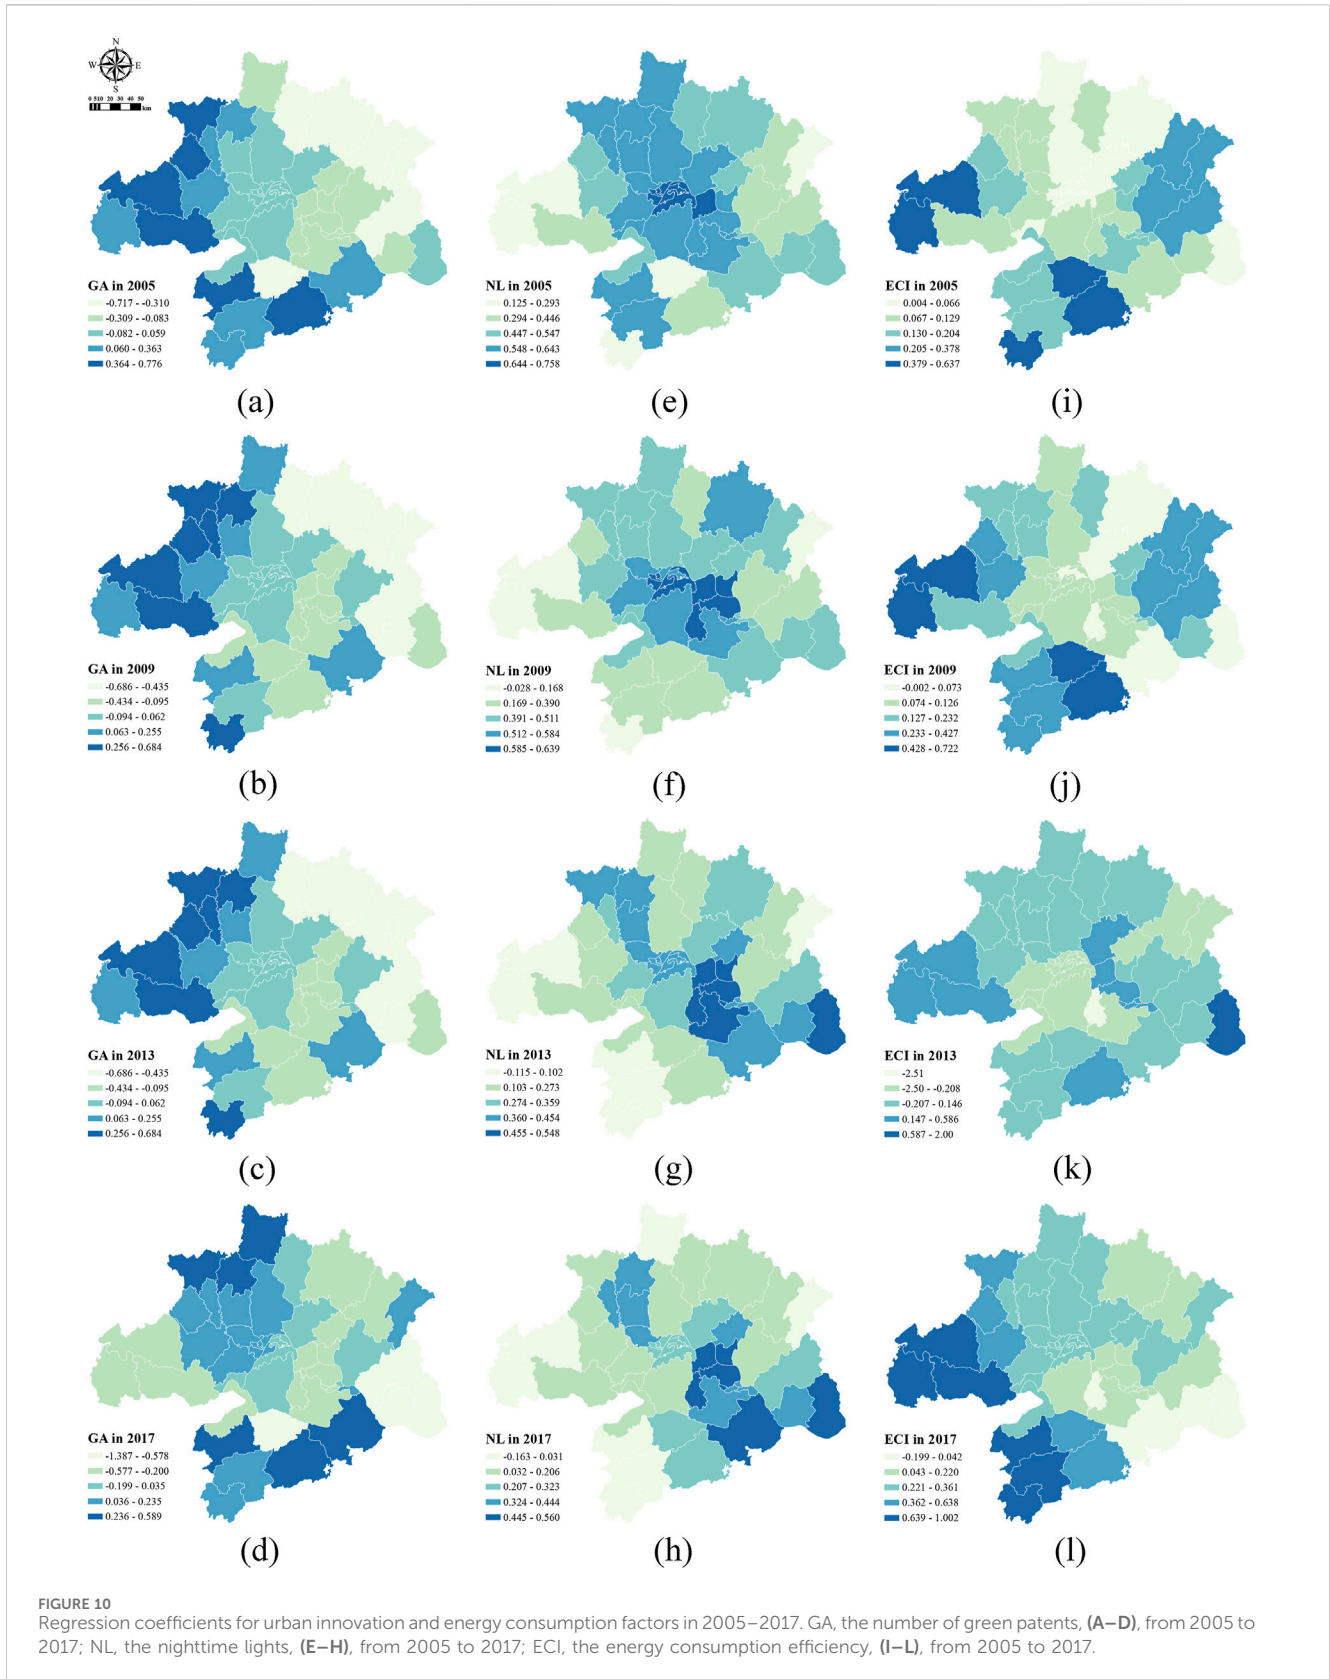 N
W E
S
0 510 20 30 40 50
km
GA in 2005
-0.717 - -0.310
-0.309 - -0.083
-0.082 - 0.059
0.060 - 0.363
0.364 - 0.776
(a)
NL in 2005
0.125 - 0.293
0.294 - 0.446
0.447 - 0.547
0.548 - 0.643
0.644 - 0.758
(e)
ECI in 2005
0.004 - 0.066
0.067 - 0.129
0.130 - 0.204
0.205 - 0.378
0.379 - 0.637
(i)
GA in 2009
-0.686 - -0.435
-0.434 - -0.095
-0.094 - 0.062
0.063 - 0.255
0.256 - 0.684
(b)
NL in 2009
-0.028 - 0.168
0.169 - 0.390
0.391 - 0.511
0.512 - 0.584
0.585 - 0.639
(f)
ECI in 2009
-0.002 - 0.073
0.074 - 0.126
0.127 - 0.232
0.233 - 0.427
0.428 - 0.722
(j)
GA in 2013
-0.686 - -0.435
-0.434 - -0.095
-0.094 - 0.062
0.063 - 0.255
0.256 - 0.684
(c)
NL in 2013
-0.115 - 0.102
0.103 - 0.273
0.274 - 0.359
0.360 - 0.454
0.455 - 0.548
(g)
ECI in 2013
-2.51
-2.50 - -0.208
-0.207 - 0.146
0.147 - 0.586
0.587 - 2.00
(k)
GA in 2017
-1.387 - -0.578
-0.577 - -0.200
-0.199 - 0.035
0.036 - 0.235
0.236 - 0.589
(d)
NL in 2017
-0.163 - 0.031
0.032 - 0.206
0.207 - 0.323
0.324 - 0.444
0.445 - 0.560
(h)
ECI in 2017
-0.199 - 0.042
0.043 - 0.220
0.221 - 0.361
0.362 - 0.638
0.639 - 1.002
(l)
FIGURE 10
Regression coefficients for urban innovation and energy consumption factors in 2005–2017. GA, the number of green patents, (A–D), from 2005 to
2017; NL, the nighttime lights, (E–H), from 2005 to 2017; ECI, the energy consumption efficiency, (I–L), from 2005 to 2017.